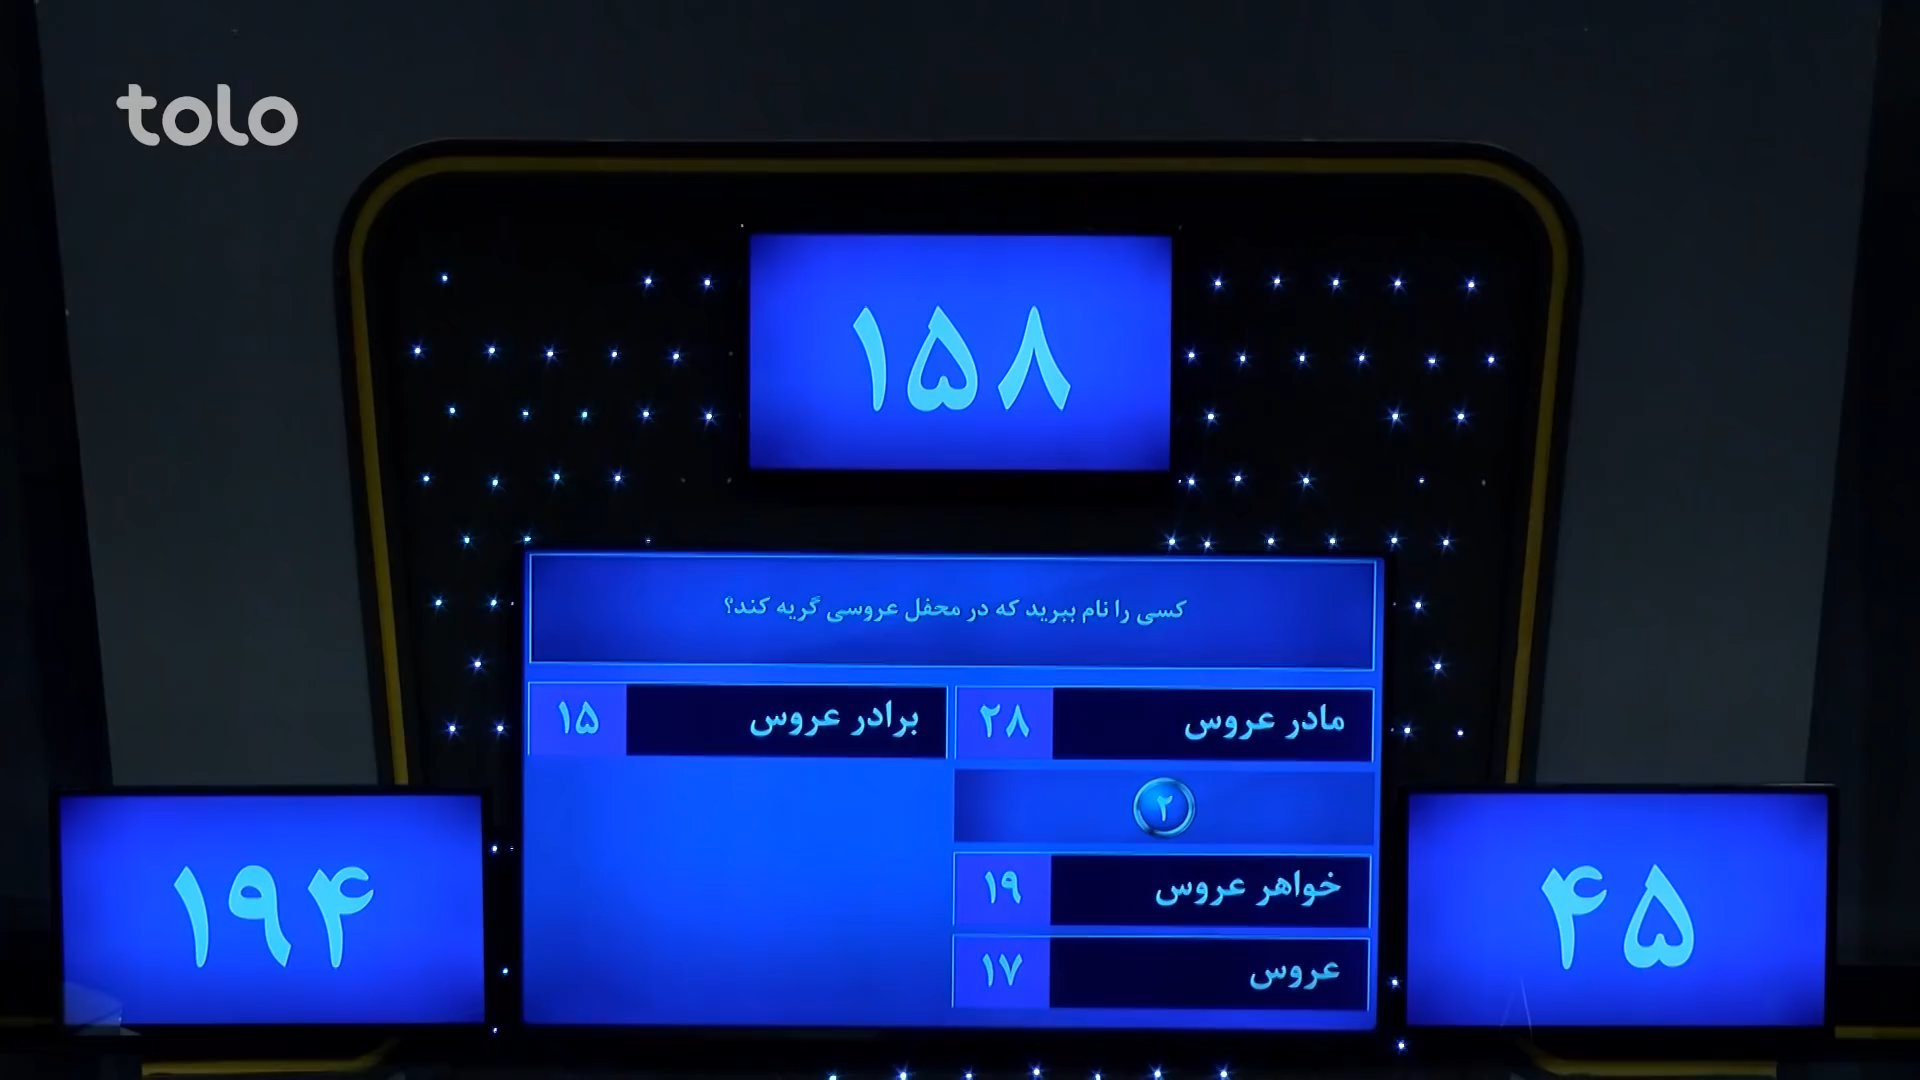 tolo
۱۵۸
کسی را نام ببرید که در محفل عروسی گریه کند؟
مادر عروس ۲۸
۲
خواهر عروس ۱۹
عروس ۱۷
برادر عروس ۱۵
۱۹۴
۴۵